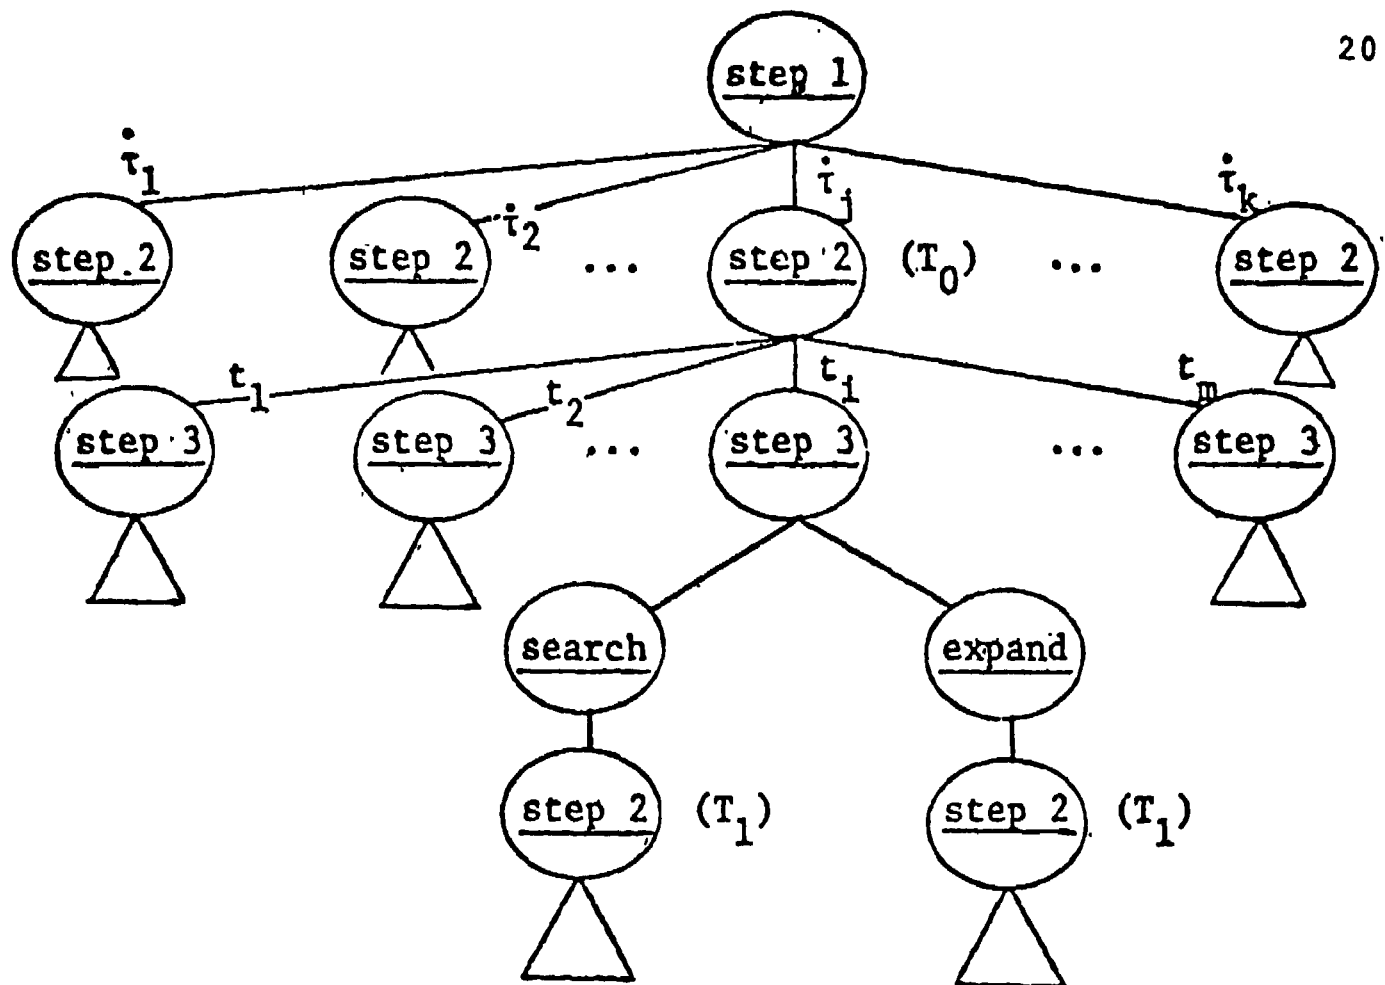 20
step 1
τ̇₁ τ̇₂ τ̇ⱼ τ̇ₖ
step 2 step 2 ... step 2 (T₀) ... step 2
t₁ t₂ tᵢ tₘ
step 3 step 3 ... step 3 ... step 3
search expand
step 2 (T₁) step 2 (T₁)